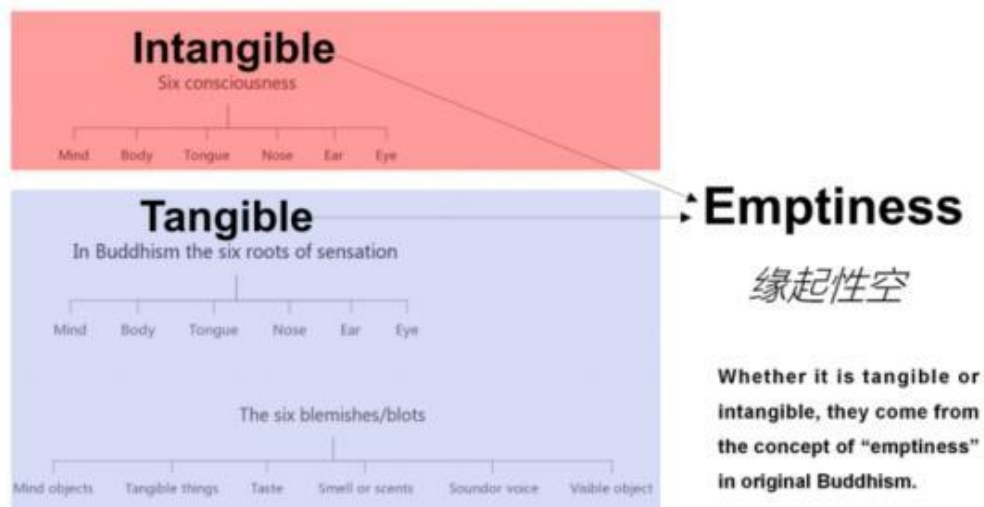 Intangible
Six consciousness
Mind Body Tongue Nose Ear Eye
Tangible
In Buddhism the six roots of sensation
Mind Body Tongue Nose Ear Eye
The six blemishes/blots
Mind objects Tangible things Taste Smell or scents Soundor voice Visible object
Emptiness
缘起性空
Whether it is tangible or
intangible, they come from
the concept of “emptiness”
in original Buddhism.